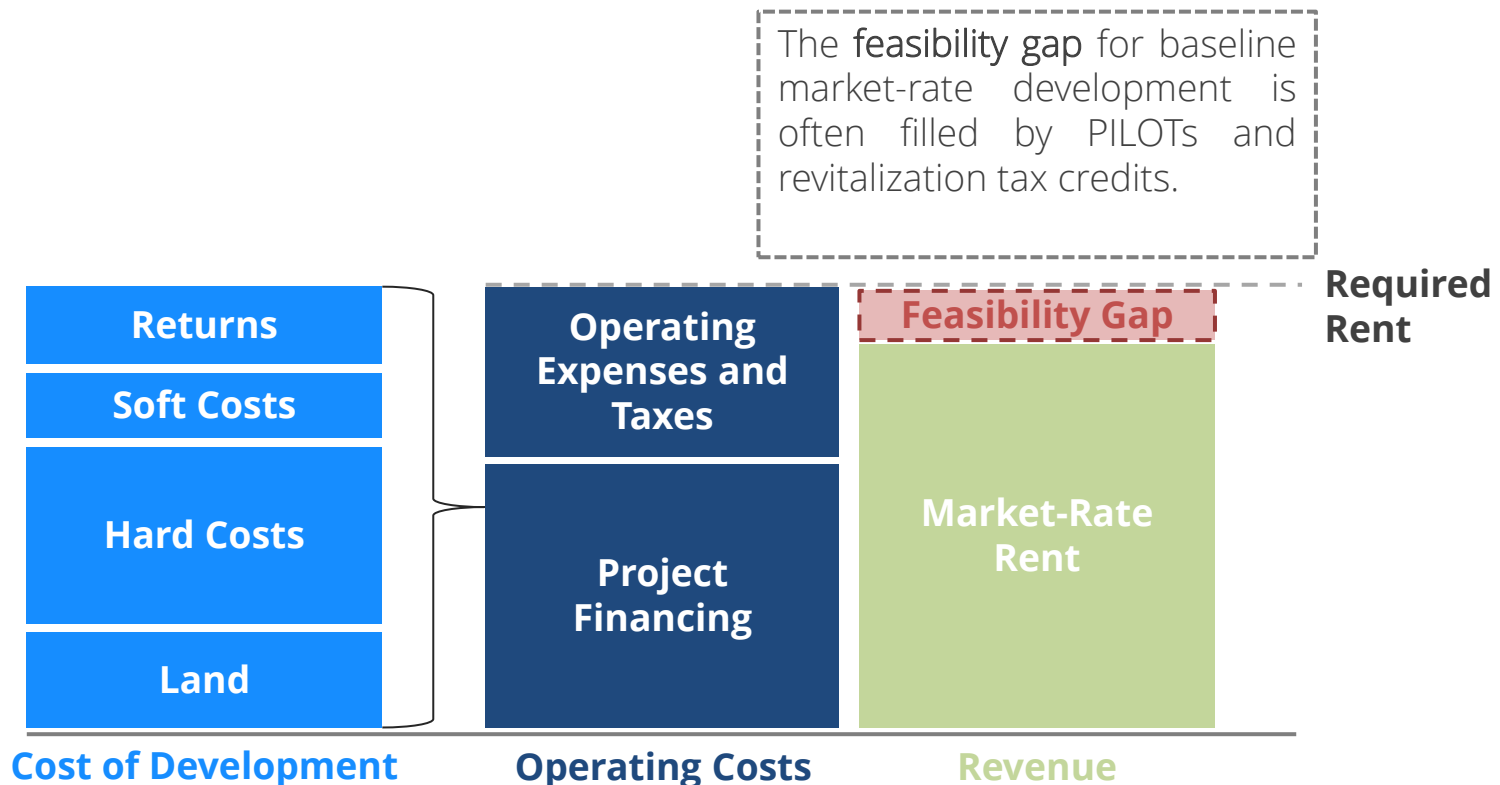 The feasibility gap for baseline
market-rate development is
often filled by PILOTs and
revitalization tax credits.
Required
Rent
Returns
Soft Costs
Hard Costs
Land
Operating
Expenses and
Taxes
Project
Financing
Feasibility Gap
Market-Rate
Rent
Cost of Development
Operating Costs
Revenue